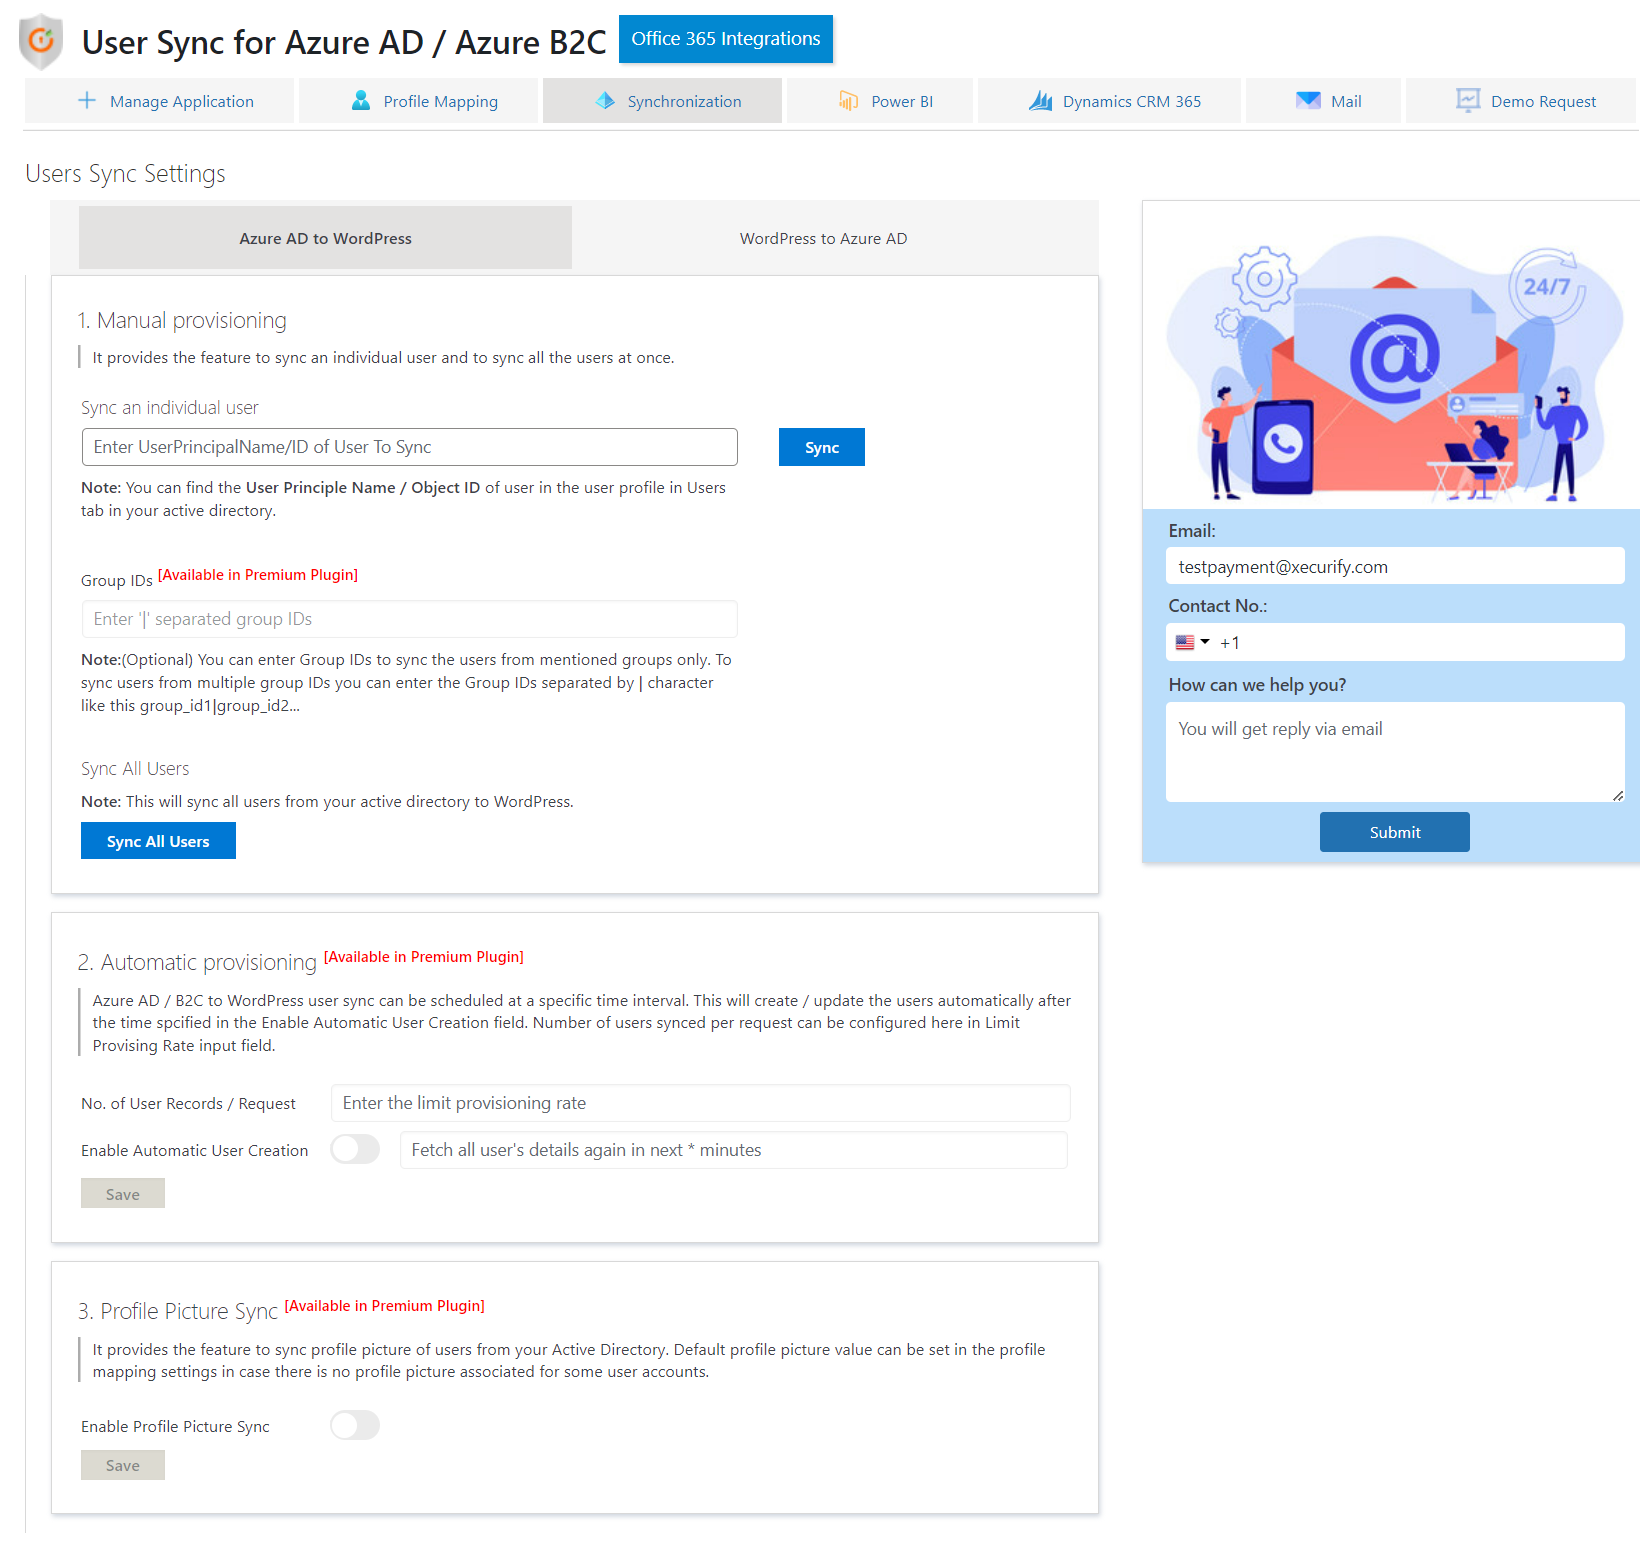 User Sync for Azure AD / Azure B2C
Office 365 Integrations
Manage Application
Profile Mapping
Synchronization
Power BI
Dynamics CRM 365
Mail
Demo Request
Users Sync Settings
Azure AD to WordPress
WordPress to Azure AD
1. Manual provisioning
It provides the feature to sync an individual user and to sync all the users at once.
Sync an individual user
Enter UserPrincipalName/ID of User To Sync
Sync
Note: You can find the User Principle Name / Object ID of user in the user profile in Users
tab in your active directory.
Group IDs [Available in Premium Plugin]
Enter '|' separated group IDs
Note:(Optional) You can enter Group IDs to sync the users from mentioned groups only. To
sync users from multiple group IDs you can enter the Group IDs separated by | character
like this group_id1|group_id2...
Sync All Users
Note: This will sync all users from your active directory to WordPress.
Sync All Users
2. Automatic provisioning [Available in Premium Plugin]
Azure AD / B2C to WordPress user sync can be scheduled at a specific time interval. This will create / update the users automatically after
the time spcified in the Enable Automatic User Creation field. Number of users synced per request can be configured here in Limit
Provising Rate input field.
No. of User Records / Request
Enter the limit provisioning rate
Enable Automatic User Creation
Fetch all user's details again in next * minutes
Save
3. Profile Picture Sync [Available in Premium Plugin]
It provides the feature to sync profile picture of users from your Active Directory. Default profile picture value can be set in the profile
mapping settings in case there is no profile picture associated for some user accounts.
Enable Profile Picture Sync
Save
24/7
@
Email:
testpayment@xecurify.com
Contact No.:
+1
How can we help you?
You will get reply via email
Submit